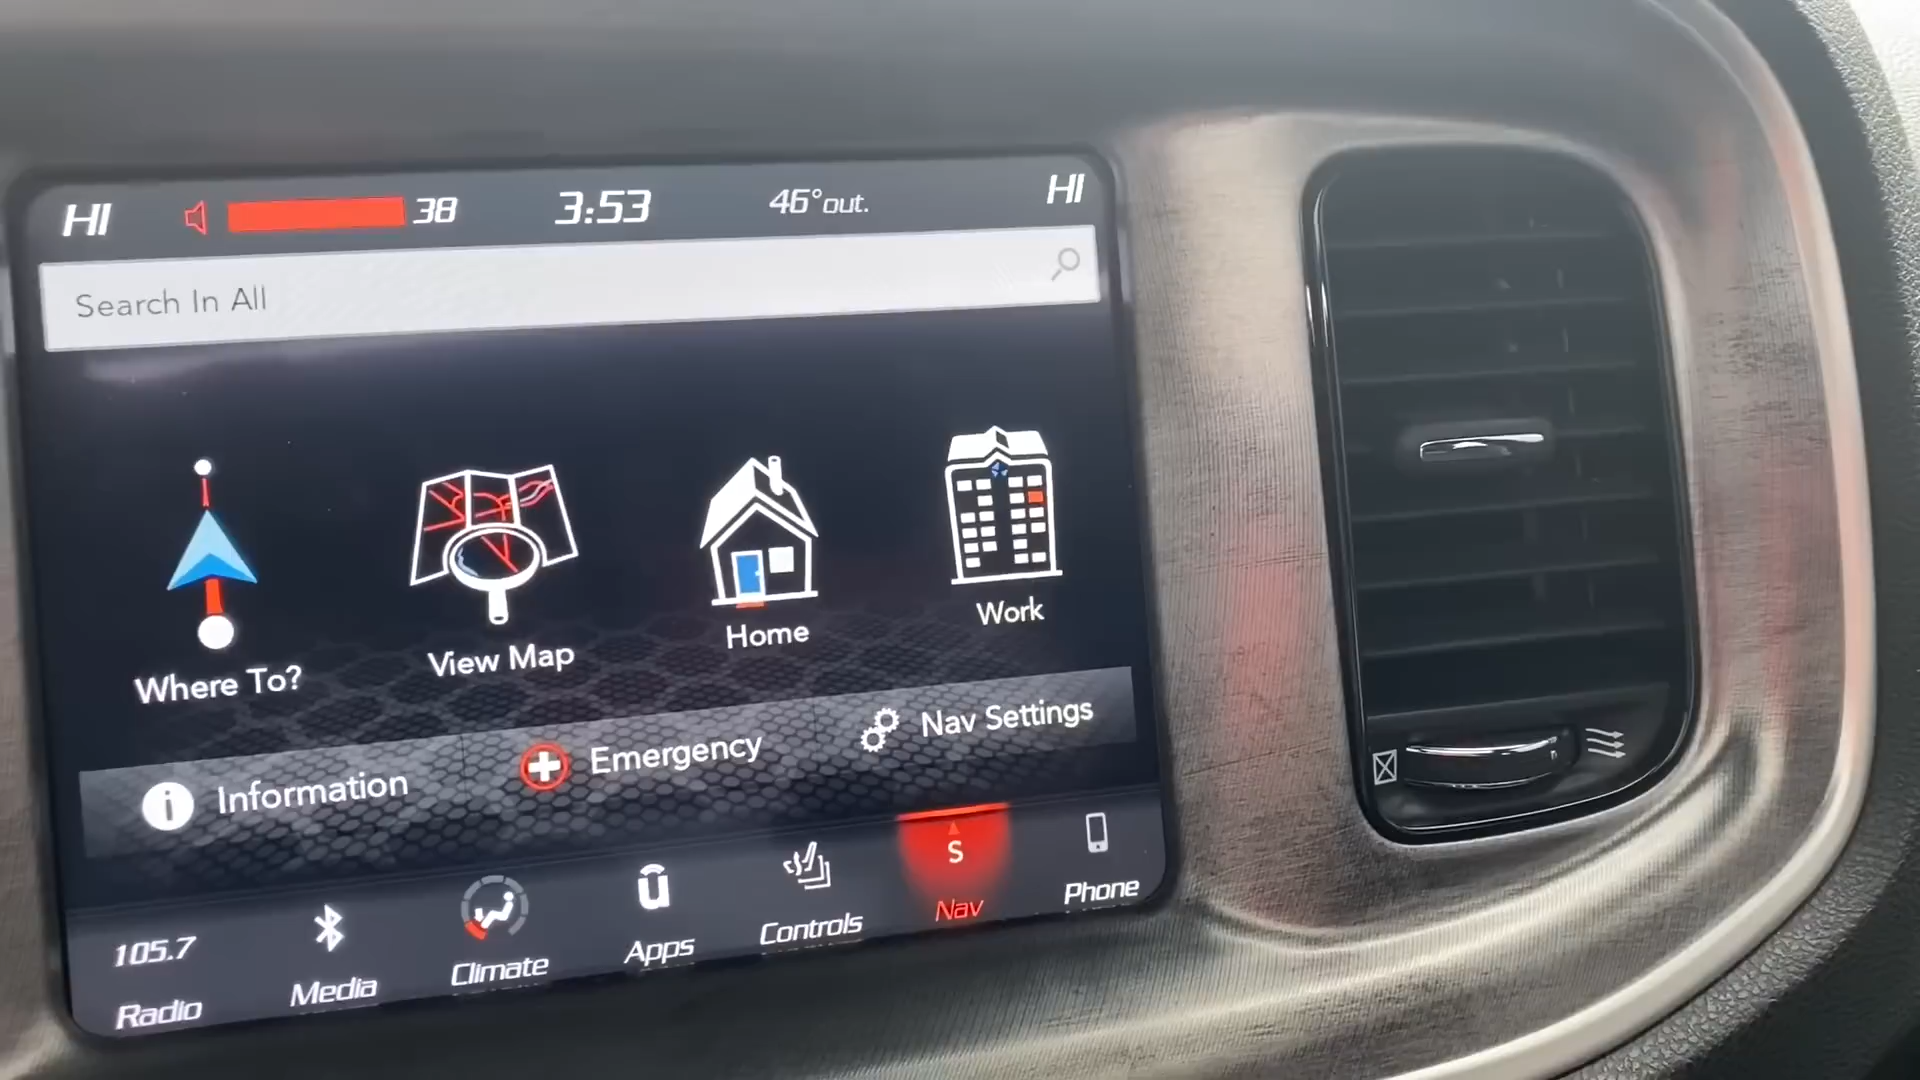 HI 38 3:53 46°out. HI
Search In All
Where To? View Map Home Work
Information Emergency Nav Settings
105.7 S
Radio Media Climate Apps Controls Nav Phone